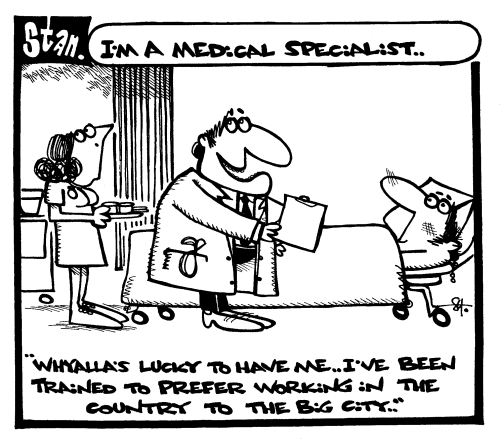 Stan.
I'M A MEDICAL SPECIALIST..
"WHYALLA'S LUCKY TO HAVE ME..I'VE BEEN
TRAINED TO PREFER WORKING IN THE
COUNTRY TO THE BIG CITY.."